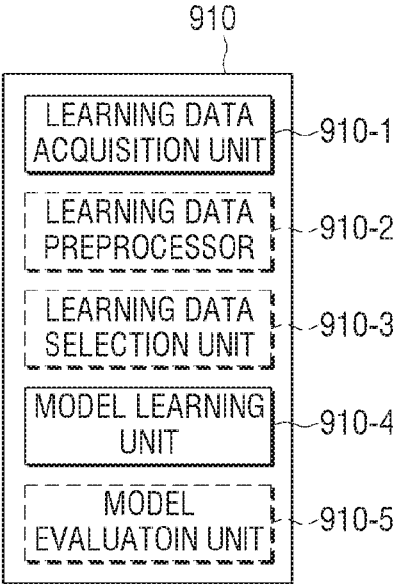 910
LEARNING DATA
ACQUISITION UNIT
910-1
LEARNING DATA
PREPROCESSOR
910-2
LEARNING DATA
SELECTION UNIT
910-3
MODEL LEARNING
UNIT
910-4
MODEL
EVALUATOIN UNIT
910-5